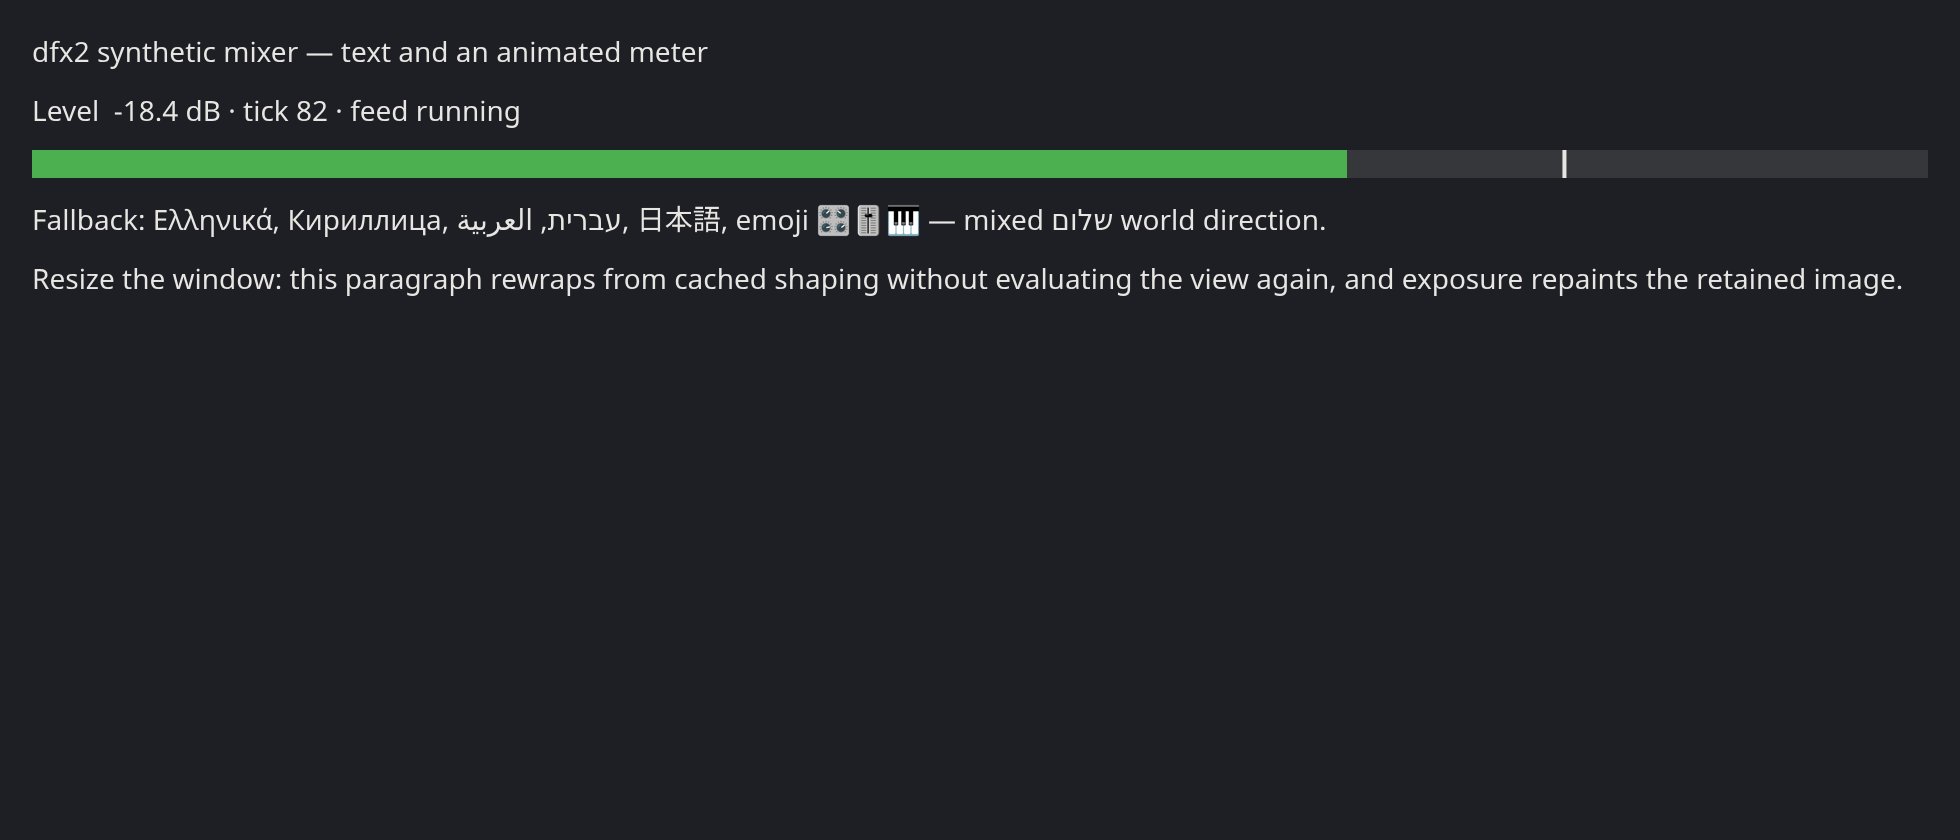 dfx2 synthetic mixer — text and an animated meter
Level  -18.4 dB · tick 82 · feed running
Fallback: Ελληνικά, Кириллица, עברית, العربية, 日本語, emoji 🎛🎚🎹 — mixed שלום world direction.
Resize the window: this paragraph rewraps from cached shaping without evaluating the view again, and exposure repaints the retained image.